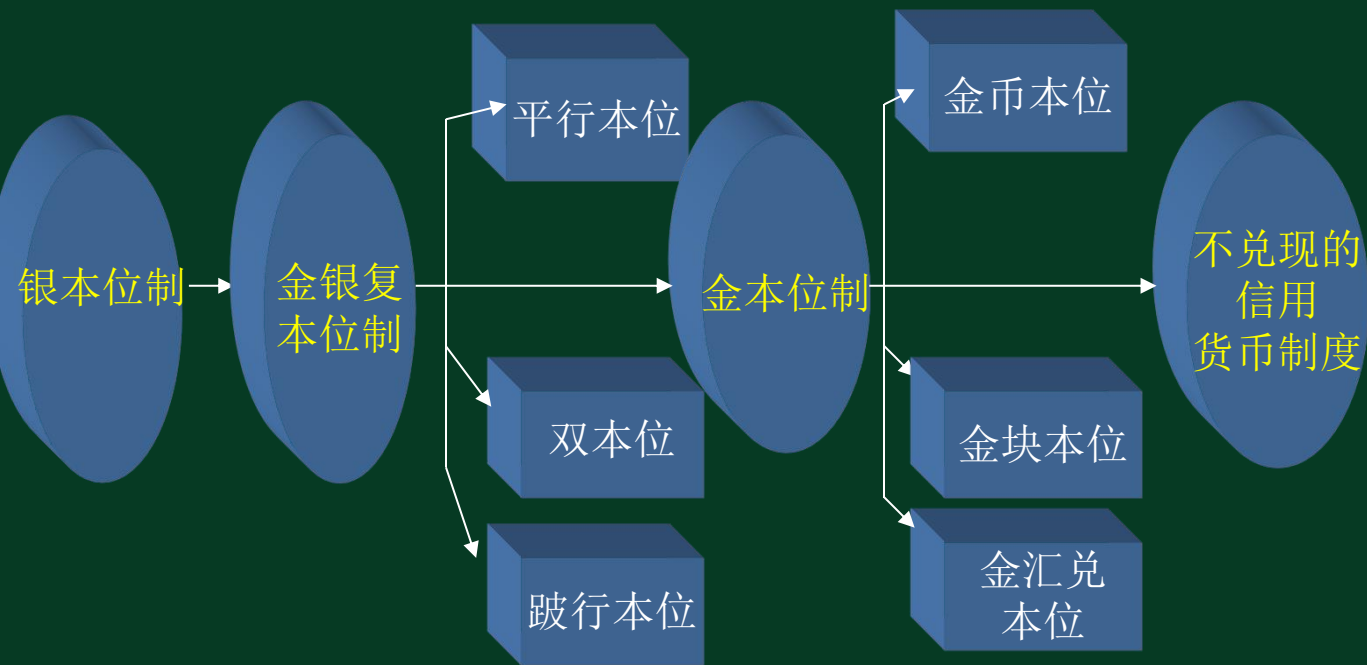 银本位制
金银复
本位制
平行本位
双本位
跛行本位
金本位制
金币本位
金块本位
金汇兑
本位
不兑现的
信用
货币制度